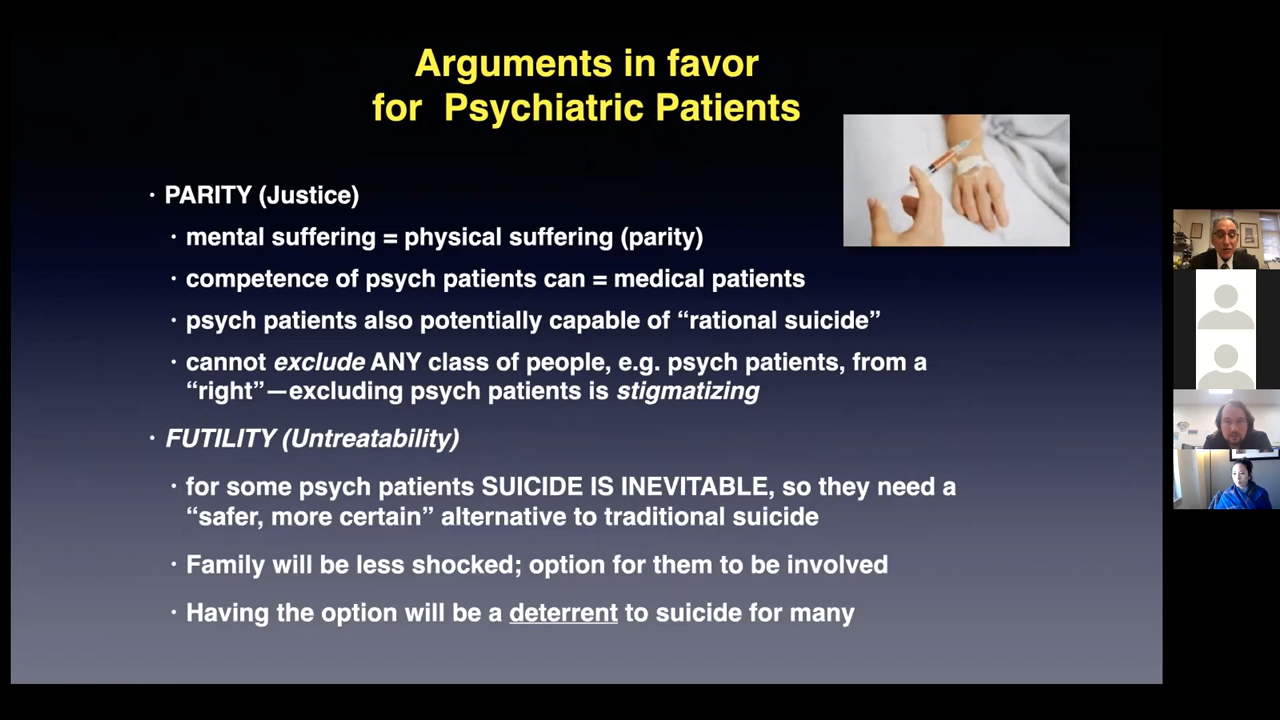 Arguments in favor
for Psychiatric Patients
· PARITY (Justice)
· mental suffering = physical suffering (parity)
· competence of psych patients can = medical patients
· psych patients also potentially capable of “rational suicide”
· cannot exclude ANY class of people, e.g. psych patients, from a
“right”—excluding psych patients is stigmatizing
· FUTILITY (Untreatability)
· for some psych patients SUICIDE IS INEVITABLE, so they need a
“safer, more certain” alternative to traditional suicide
· Family will be less shocked; option for them to be involved
· Having the option will be a deterrent to suicide for many